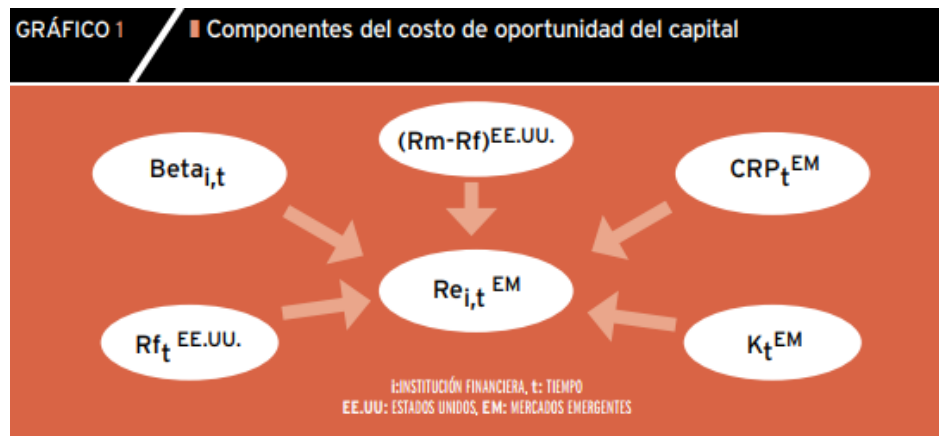 GRÁFICO 1 Componentes del costo de oportunidad del capital
(Rm-Rf)EE.UU.
Betai,t
CRPtEM
Rei,t EM
Rft EE.UU.
KtEM
i:INSTITUCIÓN FINANCIERA, t: TIEMPO
EE.UU: ESTADOS UNIDOS, EM: MERCADOS EMERGENTES